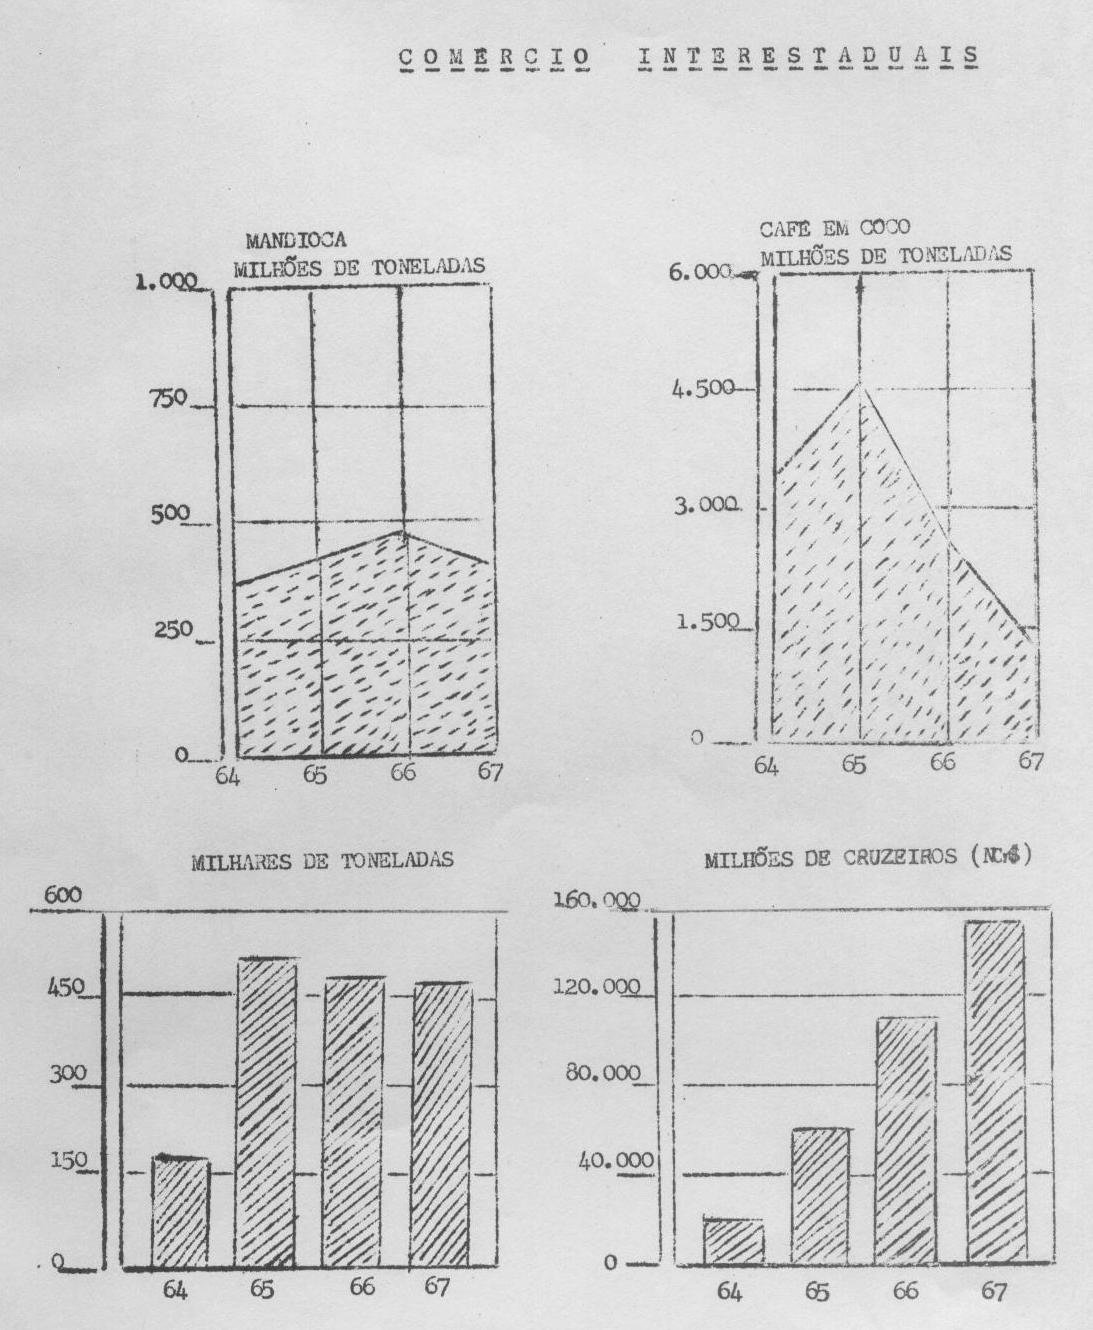 COMERCIO INTERESTADUAIS
MANDIOCA
MILHÕES DE TONELADAS
1.000
750
500
250
0
64 65 66 67
CAFÉ EM COCO
MILHÕES DE TONELADAS
6.000
4.500
3.000
1.500
0
64 65 66 67
MILHARES DE TONELADAS
600
450
300
150
0
64 65 66 67
MILHÕES DE CRUZEIROS (NCr$)
160.000
120.000
80.000
40.000
0
64 65 66 67